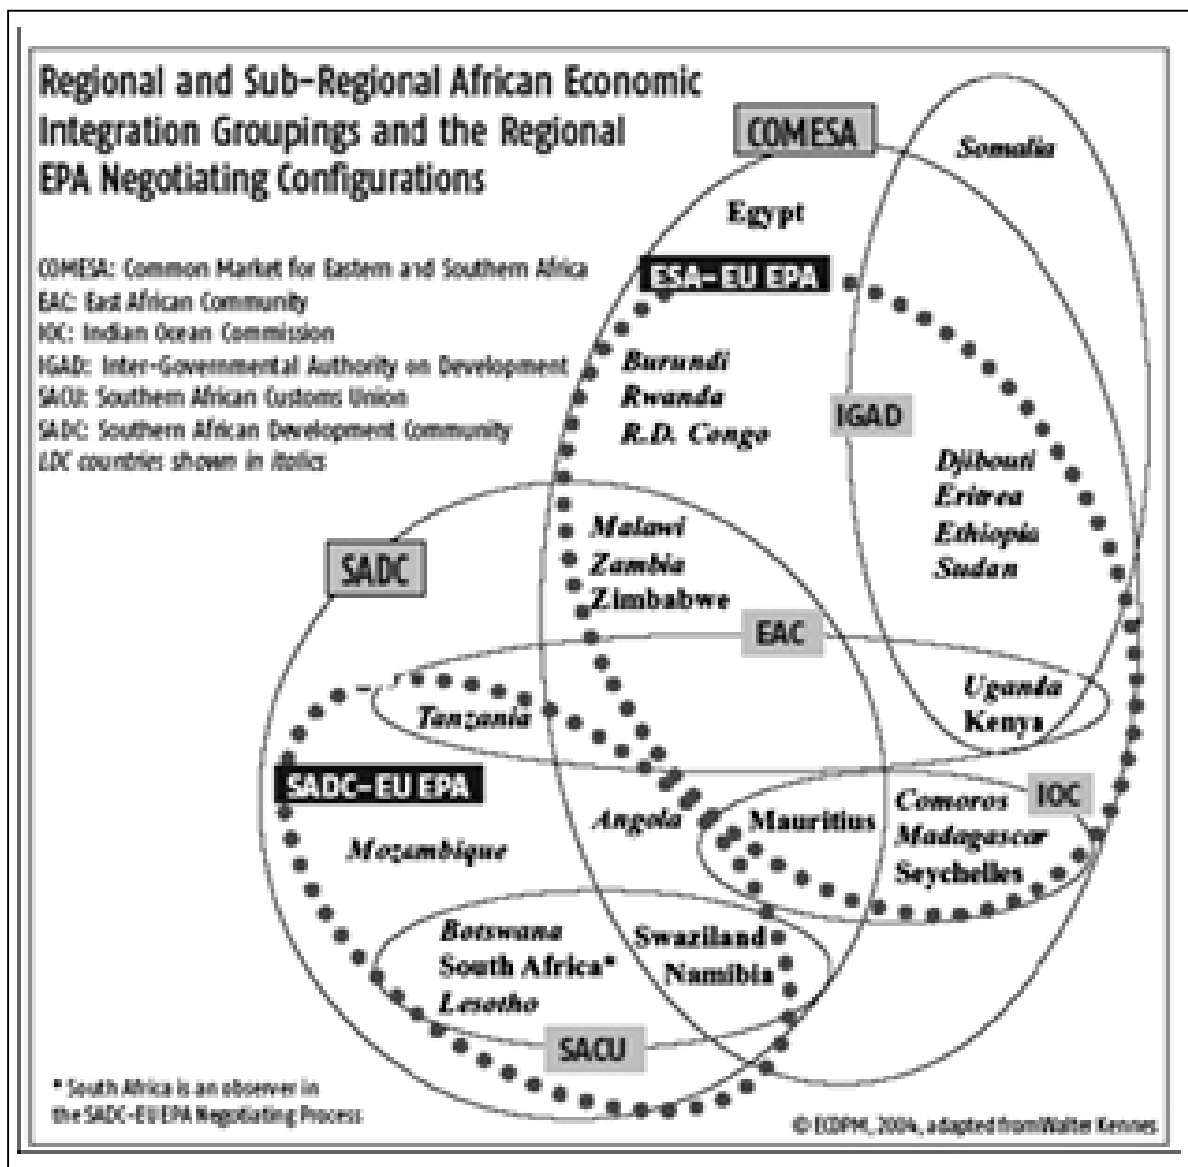 Regional and Sub-Regional African Economic
Integration Groupings and the Regional
EPA Negotiating Configurations
COMESA: Common Market for Eastern and Southern Africa
EAC: East African Community
IOC: Indian Ocean Commission
IGAD: Inter-Governmental Authority on Development
SACU: Southern African Customs Union
SADC: Southern African Development Community
LDC countries shown in italics
COMESA
Somalia
Egypt
ESA-EU EPA
Burundi
Rwanda
R.D. Congo
IGAD
Djibouti
Eritrea
Ethiopia
Sudan
Malawi
Zambia
Zimbabwe
SADC
EAC
Uganda
Kenya
Tanzania
SADC-EU EPA
Mozambique
Angola
Mauritius
IOC
Comoros
Madagascar
Seychelles
Botswana
South Africa*
Lesotho
Swaziland
Namibia
SACU
* South Africa is an observer in
the SADC-EU EPA Negotiating Process
© ECDPM, 2004, adapted from Walter Kennes